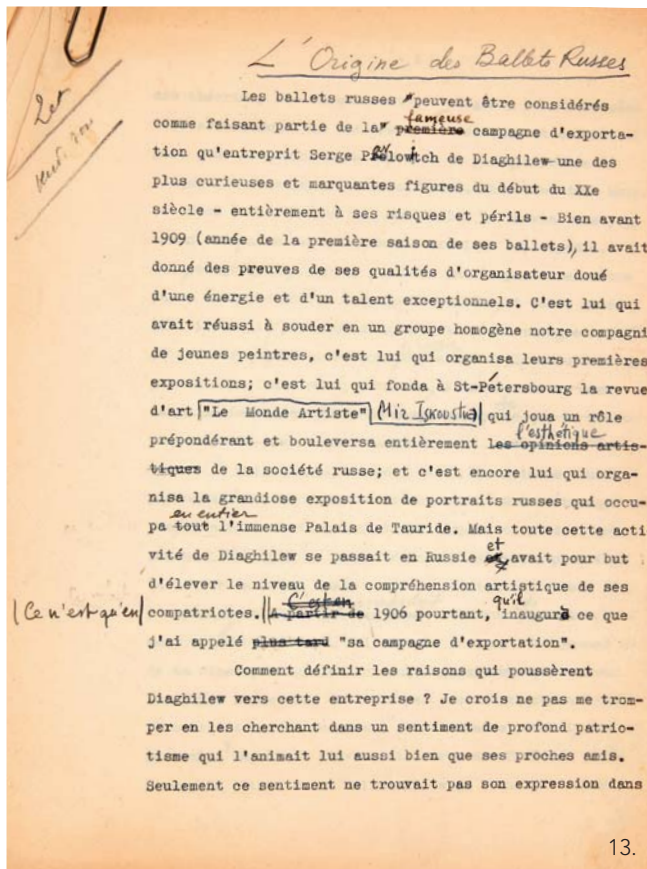 L'Origine des Ballets Russes
Les ballets russes peuvent être considérés
fameuse
comme faisant partie de la première campagne d'exporta-
tion qu'entreprit Serge de Diaghilew une des
plus curieuses et marquantes figures du début du XXe
siècle - entièrement à ses risques et périls - Bien avant
1909 (année de la première saison de ses ballets), il avait
donné des preuves de ses qualités d'organisateur doué
d'une énergie et d'un talent exceptionnels. C'est lui qui
avait réussi à souder en un groupe homogène notre compagni
de jeunes peintres, c'est lui qui organisa leurs premières
expositions; c'est lui qui fonda à St-Pétersbourg la revue
d'art "Le Monde Artiste" (Mir Iskoustva) qui joua un rôle
l'esthétique
prépondérant et bouleversa entièrement les opinions artis-
tiques de la société russe; et c'est encore lui qui orga-
nisa la grandiose exposition de portraits russes qui occu-
en entier
pa tout l'immense Palais de Tauride. Mais toute cette acti
et
vité de Diaghilew se passait en Russie avait pour but
d'élever le niveau de la compréhension artistique de ses
C'est en qu'il
Ce n'est qu'en compatriotes. A partir de 1906 pourtant, inaugura ce que
j'ai appelé plus tard "sa campagne d'exportation".
Comment définir les raisons qui poussèrent
Diaghilew vers cette entreprise ? Je crois ne pas me trom-
per en les cherchant dans un sentiment de profond patrio-
tisme qui l'animait lui aussi bien que ses proches amis.
Seulement ce sentiment ne trouvait pas son expression dans
13.